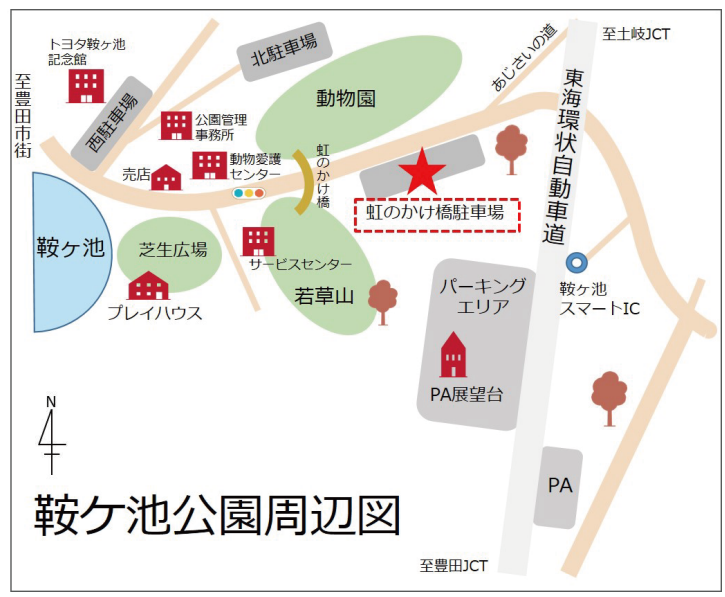 トヨタ鞍ヶ池
記念館
北駐車場
至土岐JCT
あじさいの道
至豊田市街
西駐車場
動物園
東海環状自動車道
公園管理
事務所
動物愛護
センター
売店
虹のかけ橋
虹のかけ橋駐車場
鞍ヶ池
芝生広場
サービスセンター
プレイハウス
若草山
パーキング
エリア
鞍ヶ池
スマートIC
PA展望台
N
PA
鞍ケ池公園周辺図
至豊田JCT